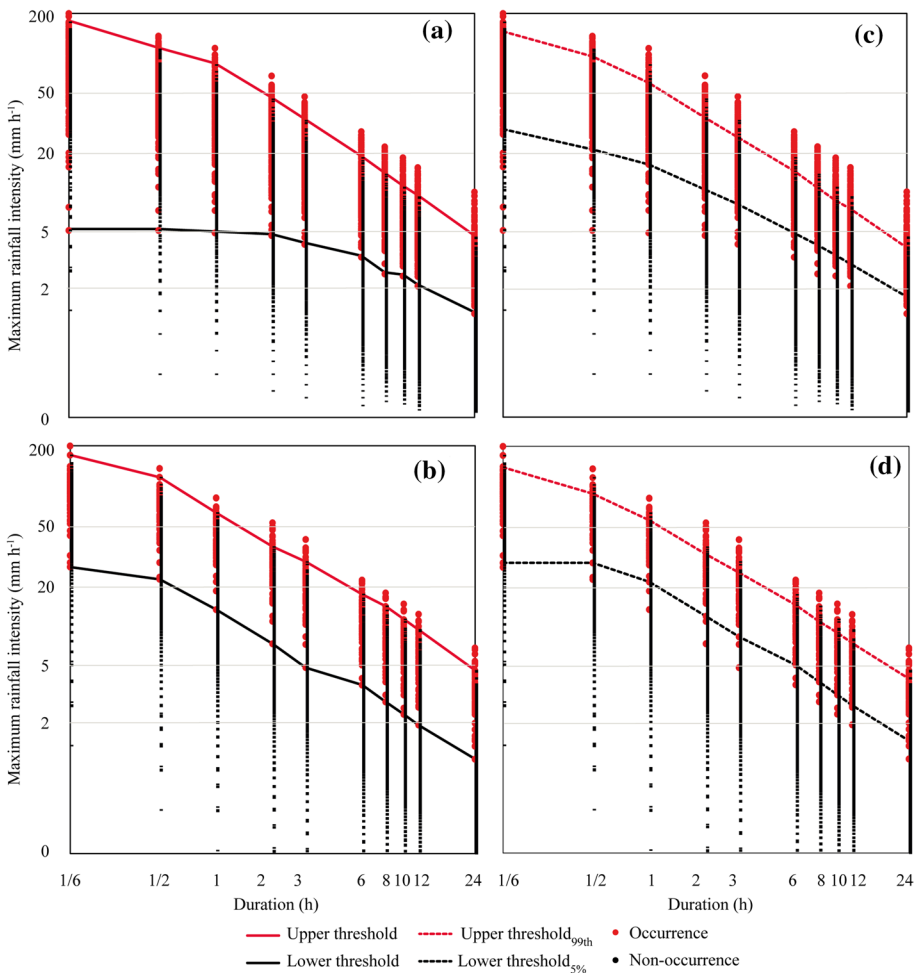 (a)
(c)
Maximum rainfall intensity (mm h⁻¹)
200
50
20
5
2
0
(b)
(d)
Maximum rainfall intensity (mm h⁻¹)
200
50
20
5
2
0
1/6 1/2 1 2 3 6 8 10 12 24
1/6 1/2 1 2 3 6 8 10 12 24
Duration (h)
Duration (h)
Upper threshold Upper threshold99th Occurrence
Lower threshold Lower threshold5% Non-occurrence